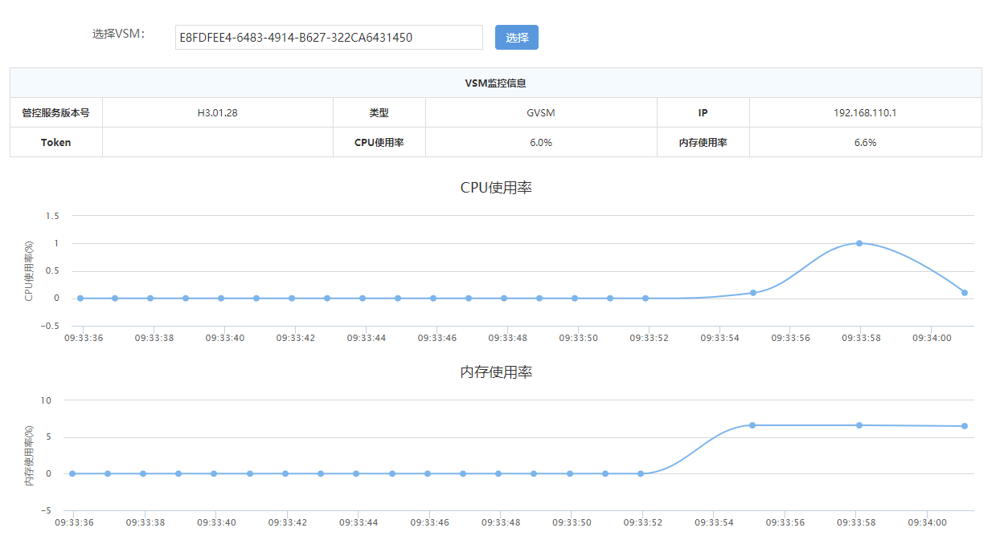 选择VSM：
E8FDFEE4-6483-4914-B627-322CA6431450
选择
VSM监控信息
管控服务版本号 H3.01.28 类型 GVSM IP 192.168.110.1
Token CPU使用率 6.0% 内存使用率 6.6%
CPU使用率
CPU使用率(%)
1.5
1
0.5
0
-0.5
09:33:36 09:33:38 09:33:40 09:33:42 09:33:44 09:33:46 09:33:48 09:33:50 09:33:52 09:33:54 09:33:56 09:33:58 09:34:00
内存使用率
内存使用率(%)
10
5
0
-5
09:33:36 09:33:38 09:33:40 09:33:42 09:33:44 09:33:46 09:33:48 09:33:50 09:33:52 09:33:54 09:33:56 09:33:58 09:34:00